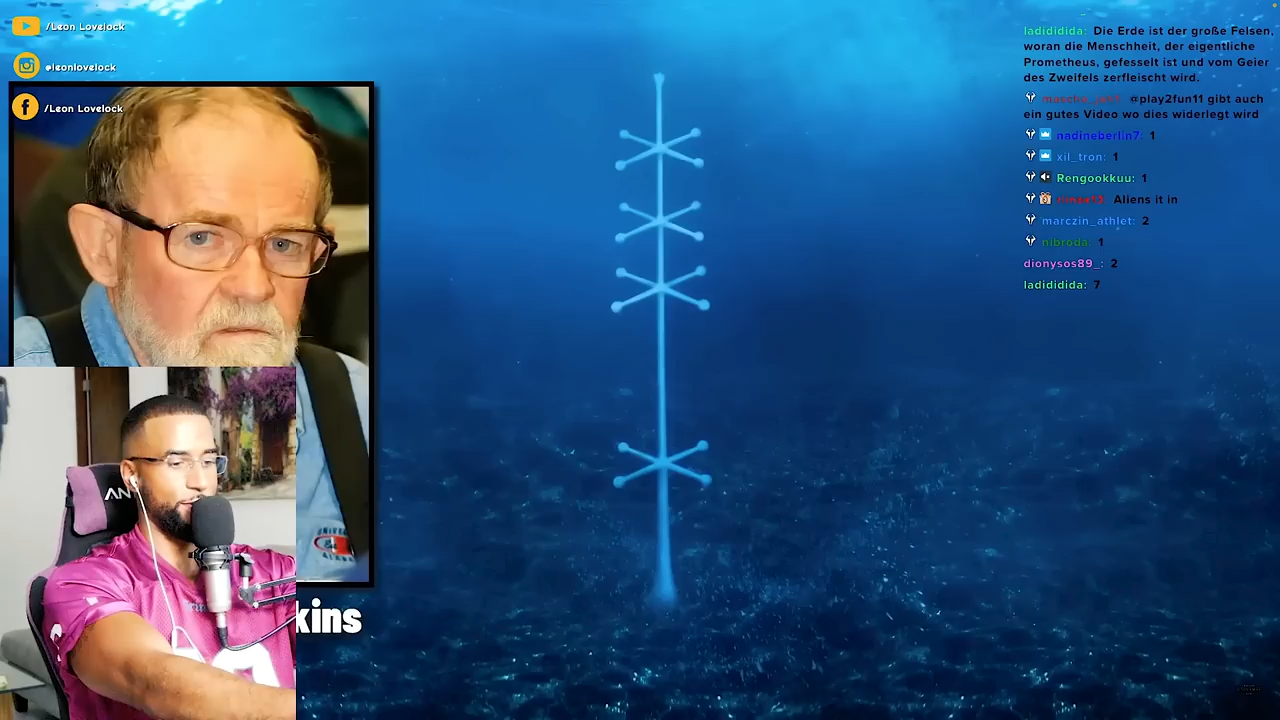 /Leon Lovelock
@leonlovelock
/Leon Lovelock
ladididida: Die Erde ist der große Felsen,
woran die Menschheit, der eigentliche
Prometheus, gefesselt ist und vom Geier
des Zweifels zerfleischt wird.
@play2fun11 gibt auch
ein gutes Video wo dies widerlegt wird
nadineberlin7: 1
xil_tron: 1
Rengookkuu: 1
Aliens it in
marczin_athlet: 2
nibroda: 1
dionysos89_: 2
ladididida: 7
AN
kins